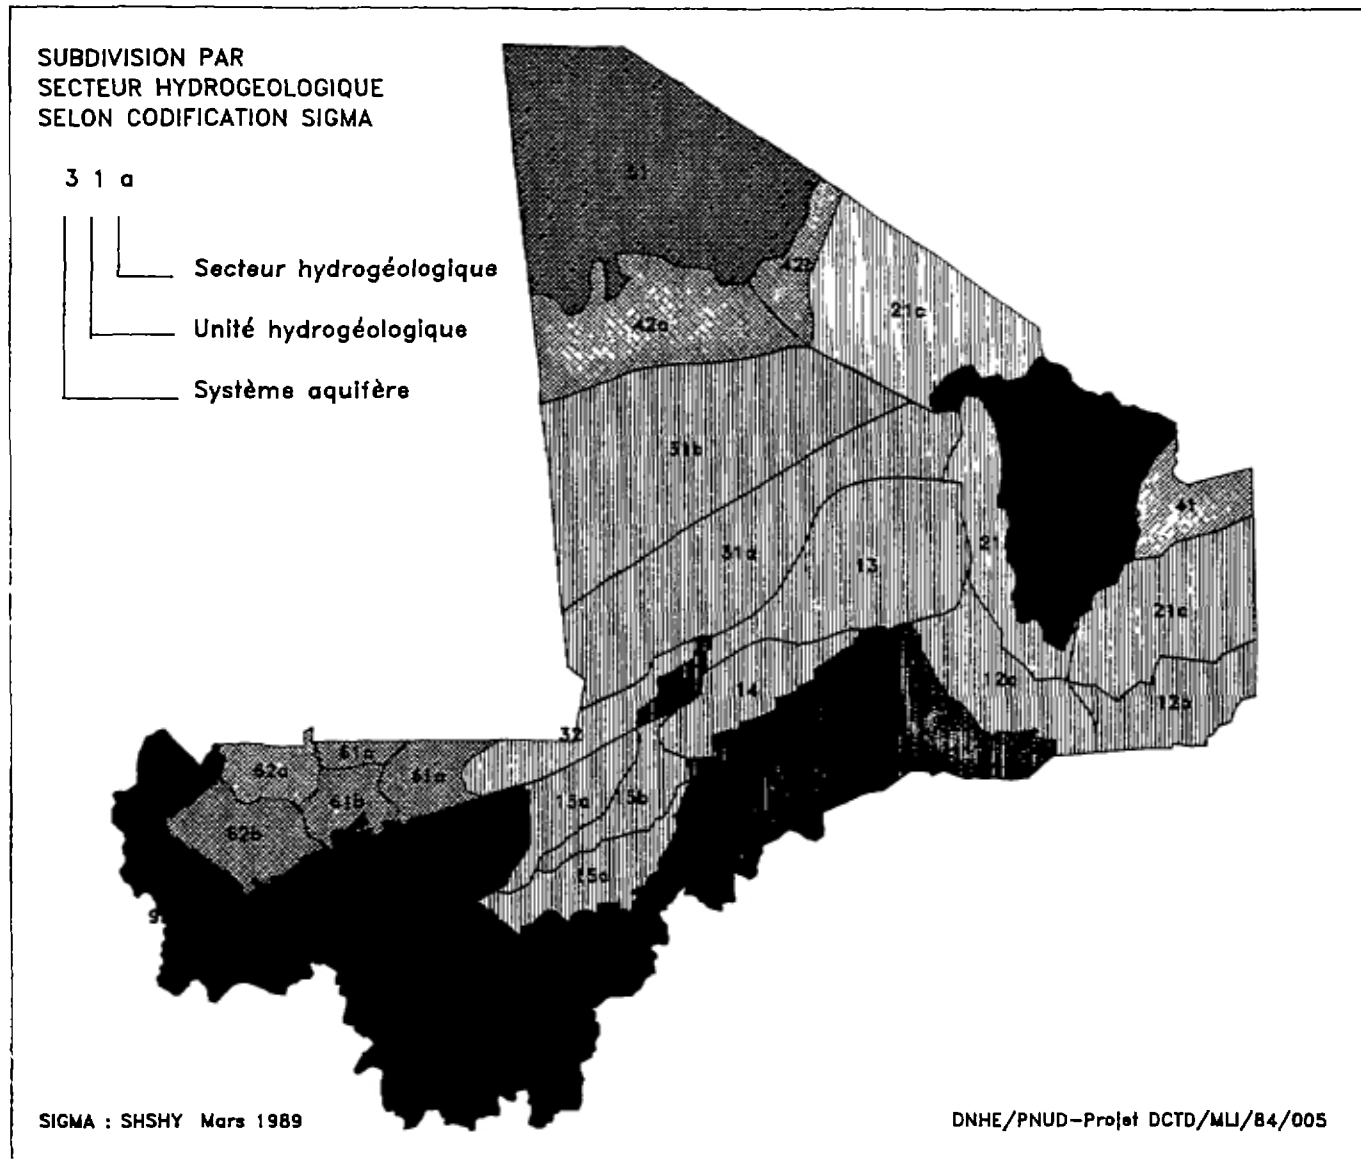 SUBDIVISION PAR
SECTEUR HYDROGEOLOGIQUE
SELON CODIFICATION SIGMA
3 1 a
Secteur hydrogéologique
Unité hydrogéologique
Système aquifère
51
42b
42a
21c
31b
41
31a
13
21
21c
12c
12b
14
32
61a
62a
61a
61b
15a
15b
62b
15c
9
SIGMA : SHSHY Mars 1989
DNHE/PNUD-Projet DCTD/MLI/84/005